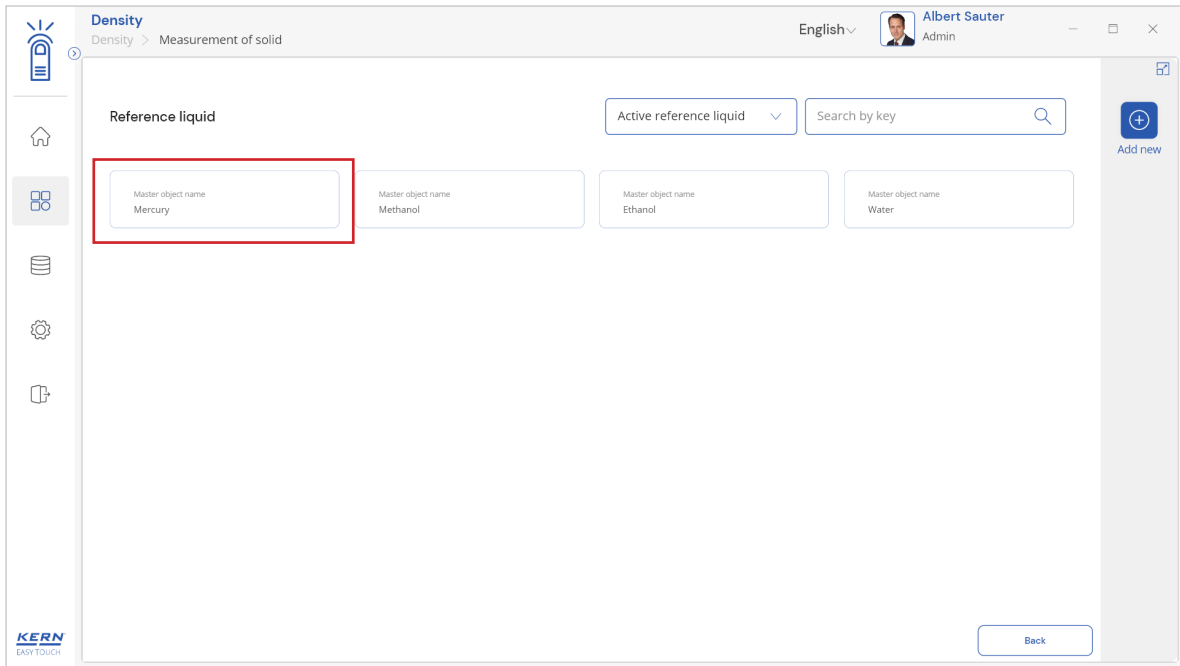 Density
Density > Measurement of solid
English
Albert Sauter
Admin
Reference liquid
Active reference liquid
Search by key
Add new
Master object name
Mercury
Master object name
Methanol
Master object name
Ethanol
Master object name
Water
Back
KERN
EASY TOUCH